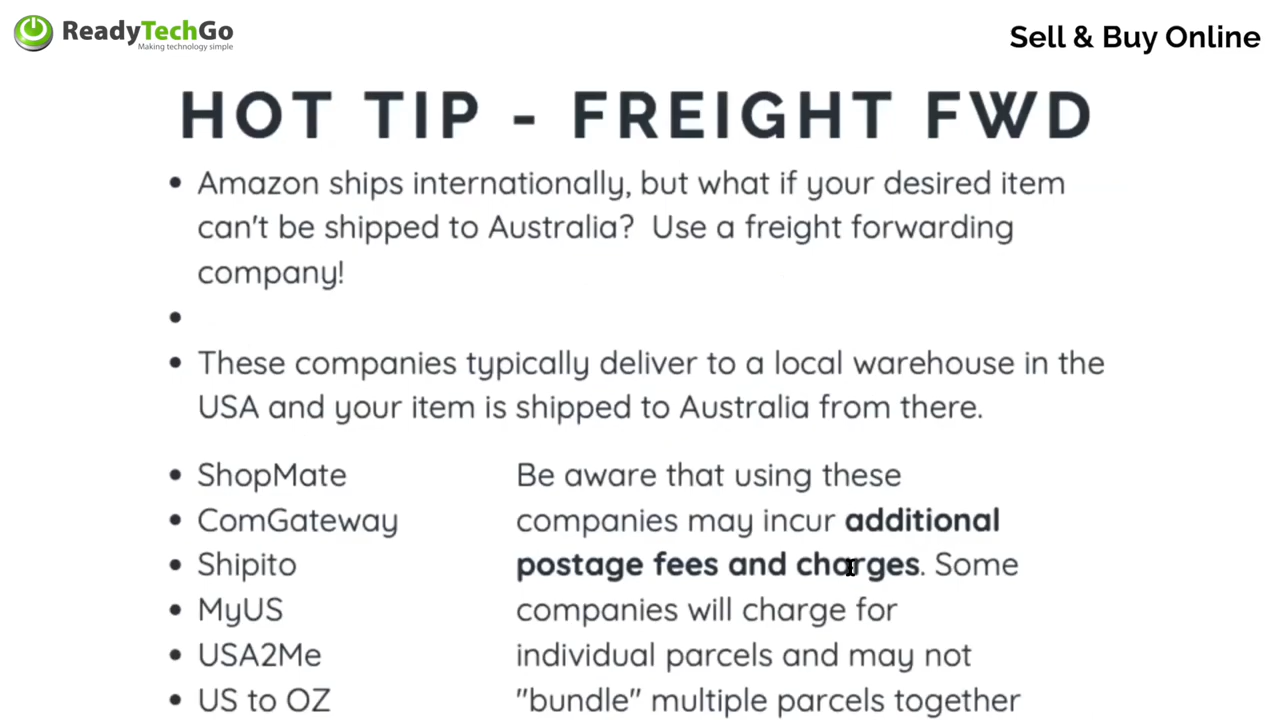 ReadyTechGo
Making technology simple
Sell & Buy Online
HOT TIP - FREIGHT FWD
• Amazon ships internationally, but what if your desired item
can't be shipped to Australia? Use a freight forwarding
company!
•
• These companies typically deliver to a local warehouse in the
USA and your item is shipped to Australia from there.
• ShopMate
• ComGateway
• Shipito
• MyUS
• USA2Me
• US to OZ
Be aware that using these
companies may incur additional
postage fees and charges. Some
companies will charge for
individual parcels and may not
"bundle" multiple parcels together